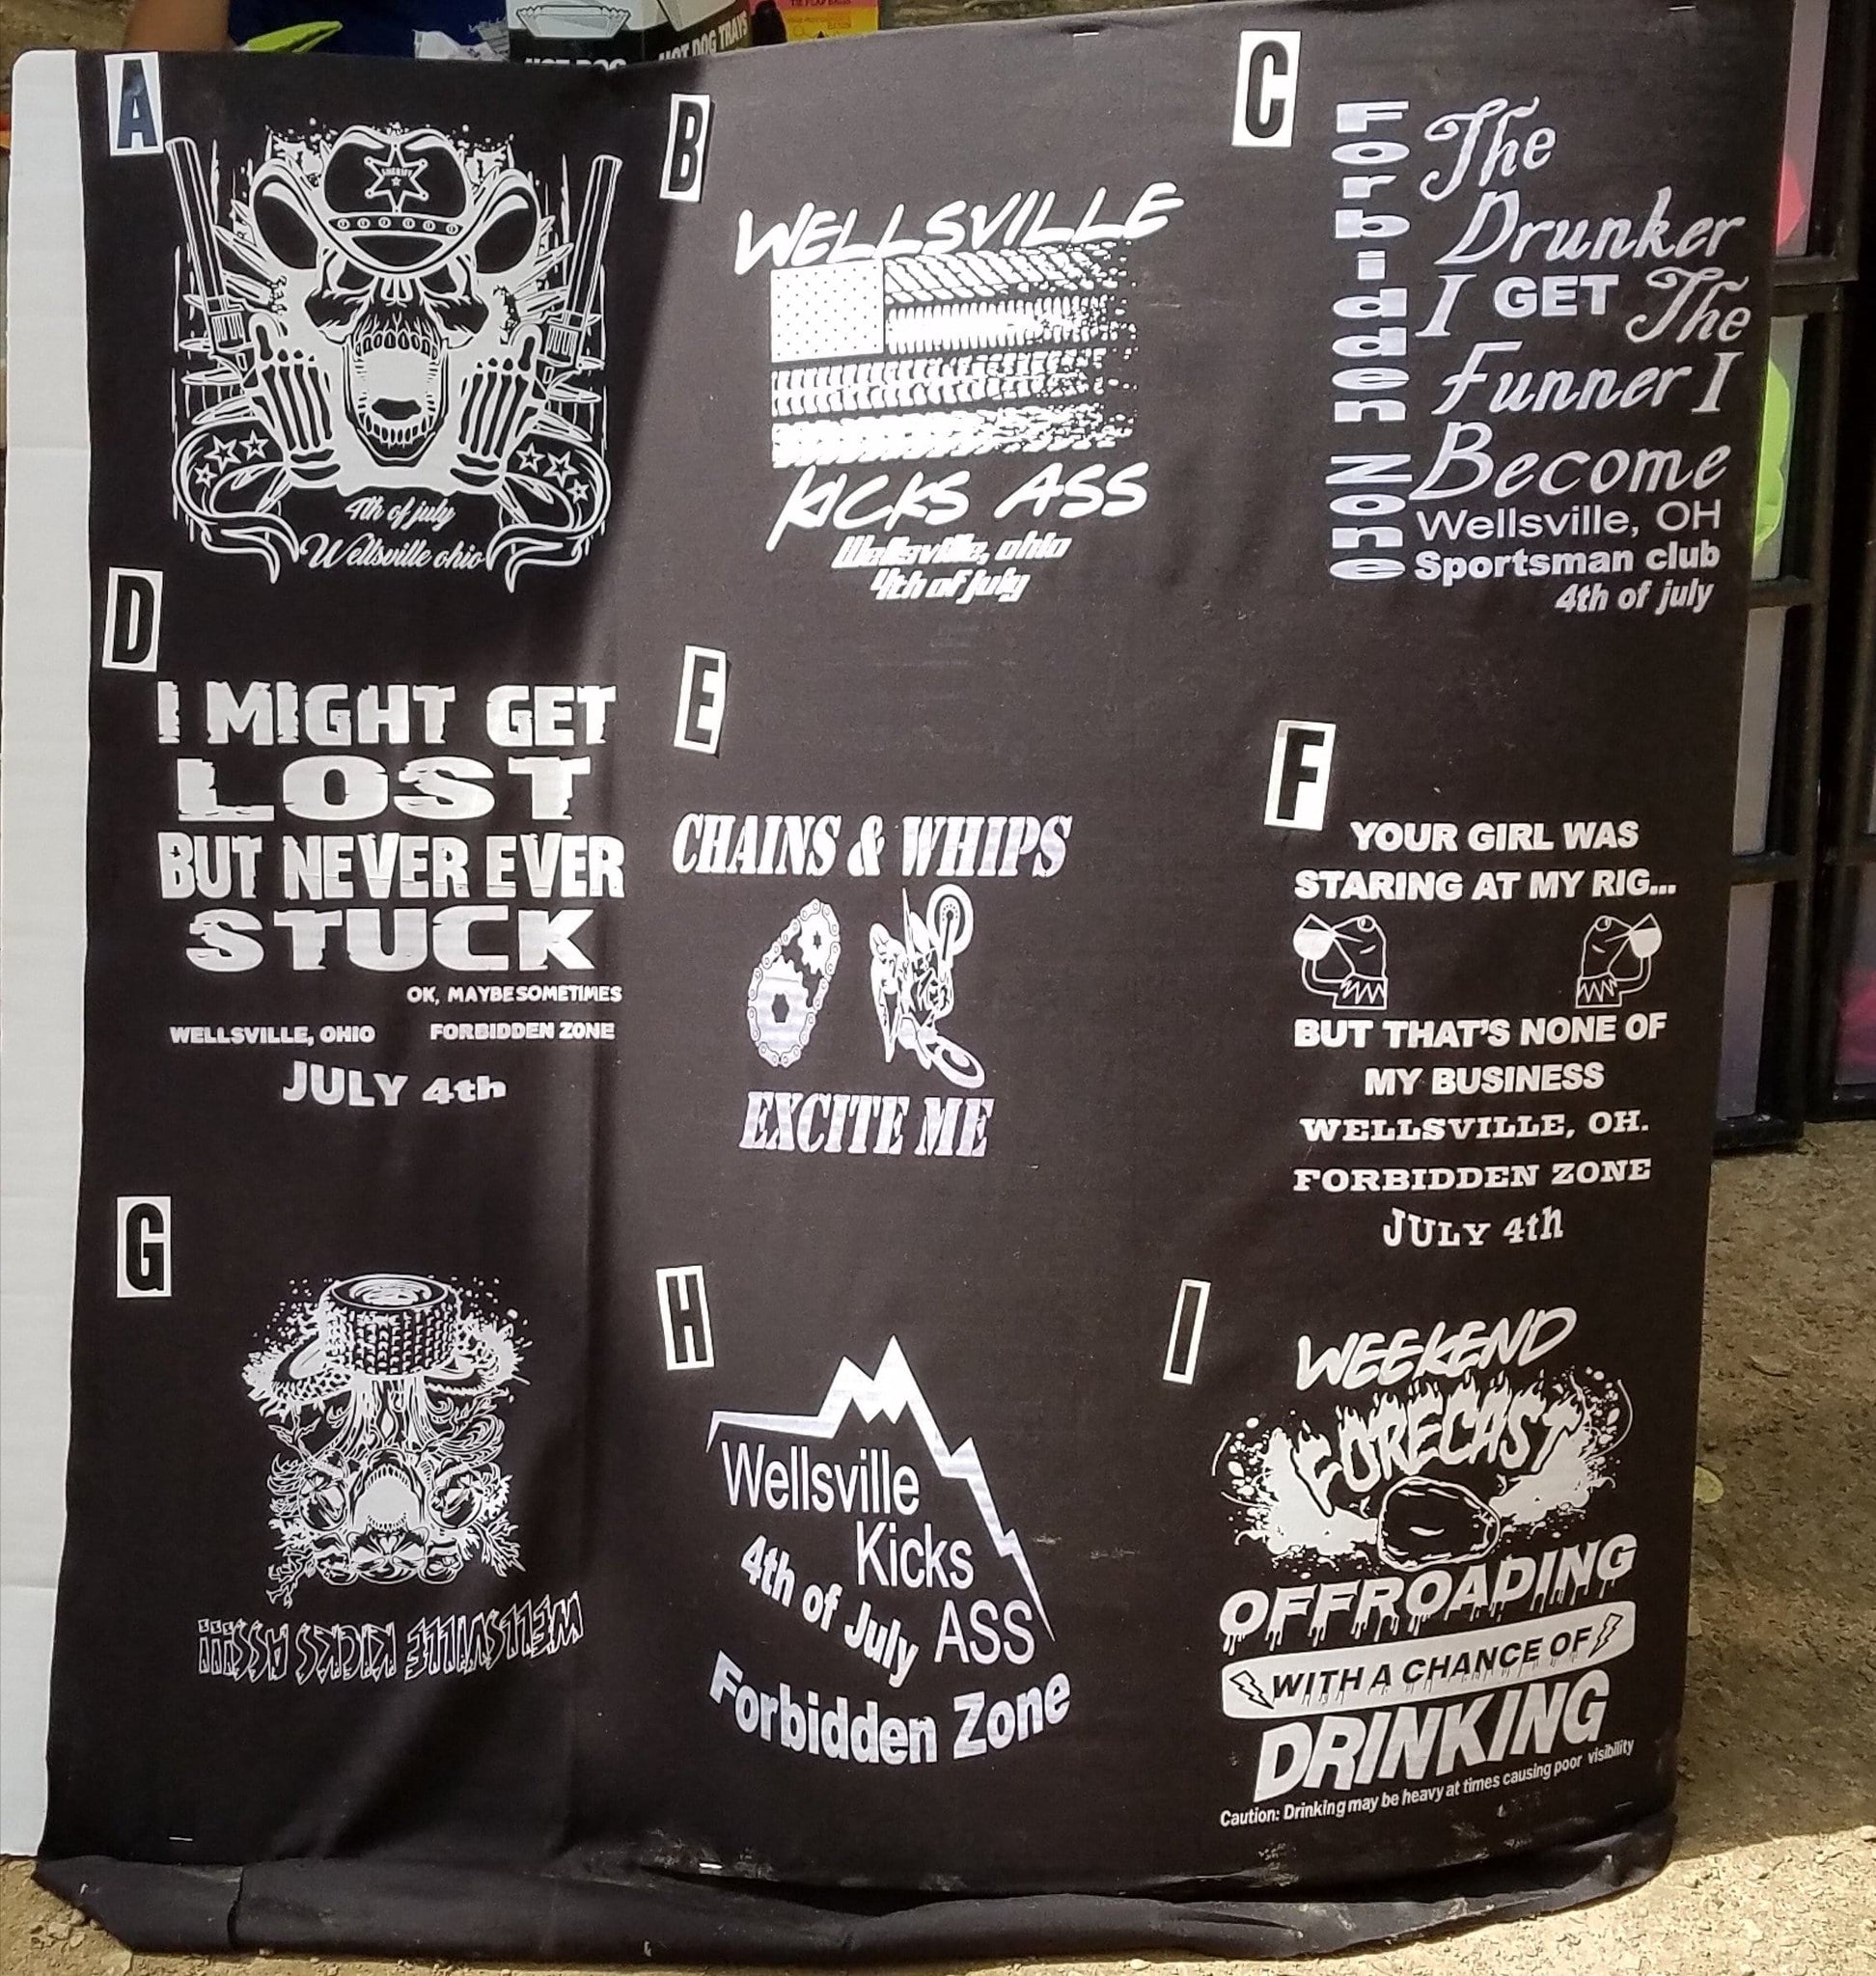 HOT DOG TRAYS
A
SHERIFF
4th of july
Wellsville ohio
B
WELLSVILLE
KICKS ASS
Wellsville, ohio
4th of july
C
Forbidden Zone
The
Drunker
I GET The
Funner I
Become
Wellsville, OH
Sportsman club
4th of july
D
I MIGHT GET
LOST
BUT NEVER EVER
STUCK
OK, MAYBE SOMETIMES
WELLSVILLE, OHIO FORBIDDEN ZONE
JULY 4th
E
CHAINS & WHIPS
EXCITE ME
F
YOUR GIRL WAS
STARING AT MY RIG...
BUT THAT'S NONE OF
MY BUSINESS
WELLSVILLE, OH.
FORBIDDEN ZONE
JULY 4th
G
WELLSVILLE KICKS ASS!!!
H
Wellsville
Kicks
ASS
4th of July
Forbidden Zone
I
WEEKEND
FORECAST
OFFROADING
WITH A CHANCE OF
DRINKING
Caution: Drinking may be heavy at times causing poor visibility